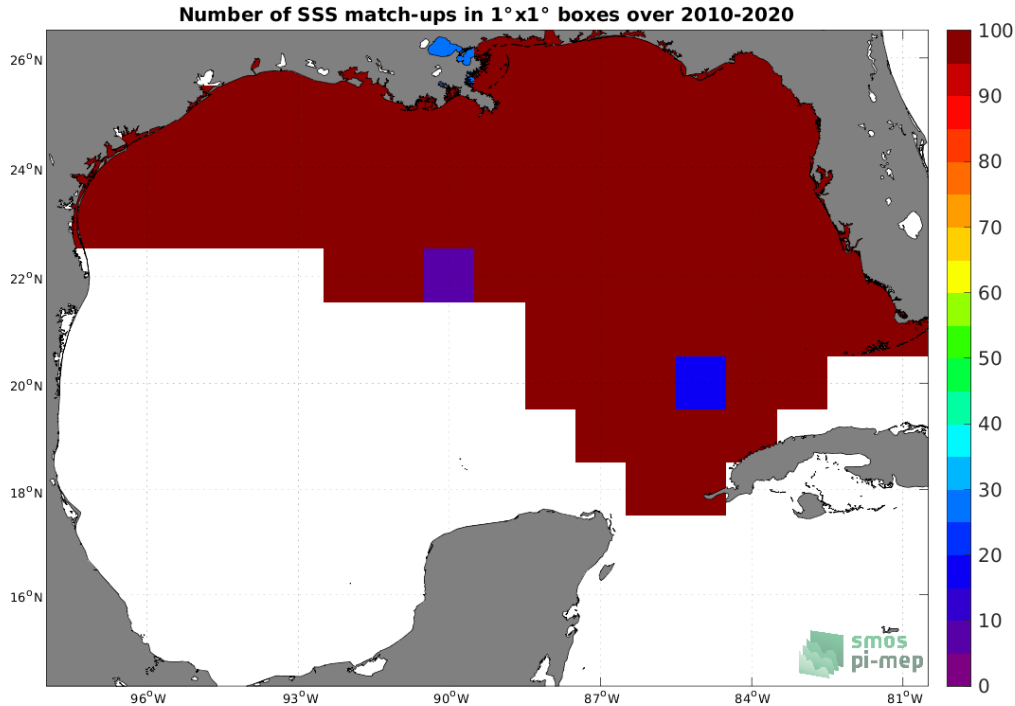 Number of SSS match-ups in 1°x1° boxes over 2010-2020
26°N
24°N
22°N
20°N
18°N
16°N
96°W 93°W 90°W 87°W 84°W 81°W
100
90
80
70
60
50
40
30
20
10
0
smos
pi-mep